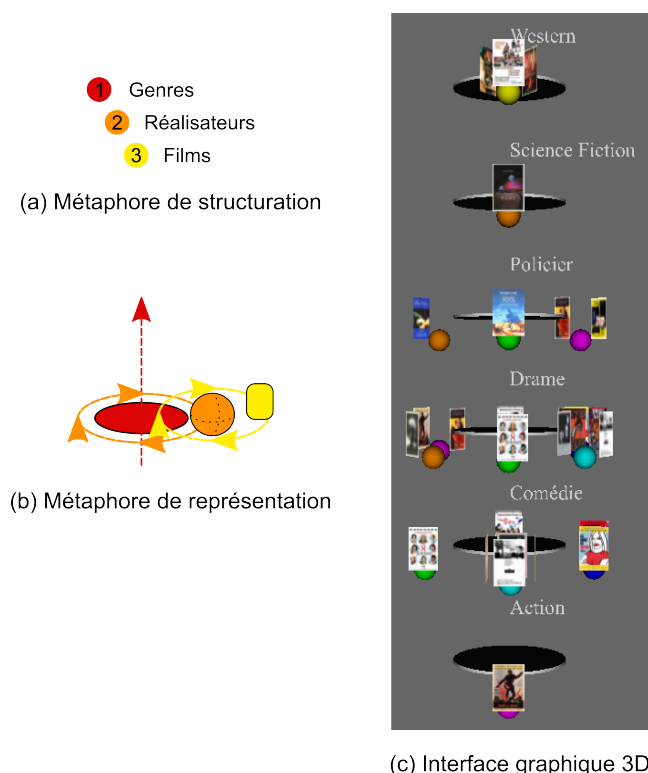 1 Genres
2 Réalisateurs
3 Films
(a) Métaphore de structuration
(b) Métaphore de représentation
Western
Science Fiction
Policier
Drame
Comédie
Action
(c) Interface graphique 3D